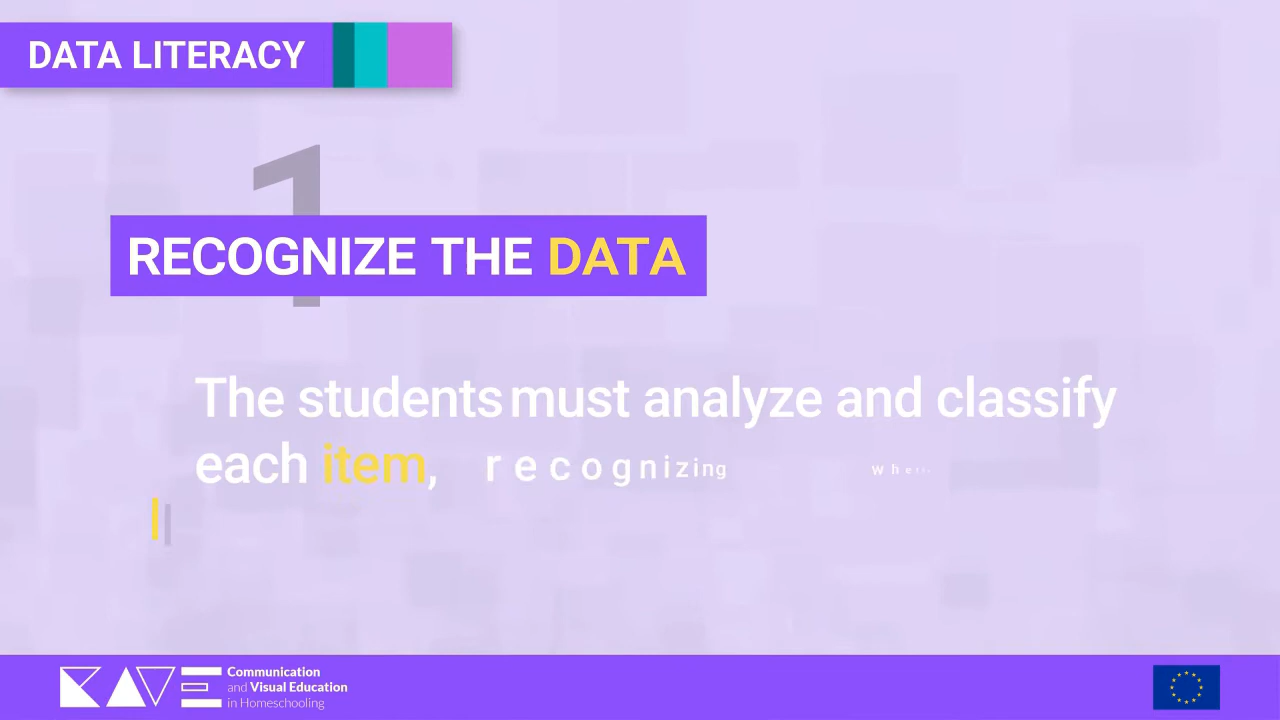 DATA LITERACY
1
RECOGNIZE THE DATA
The students must analyze and classify
each item, recognizing
Communication
and Visual Education
in Homeschooling